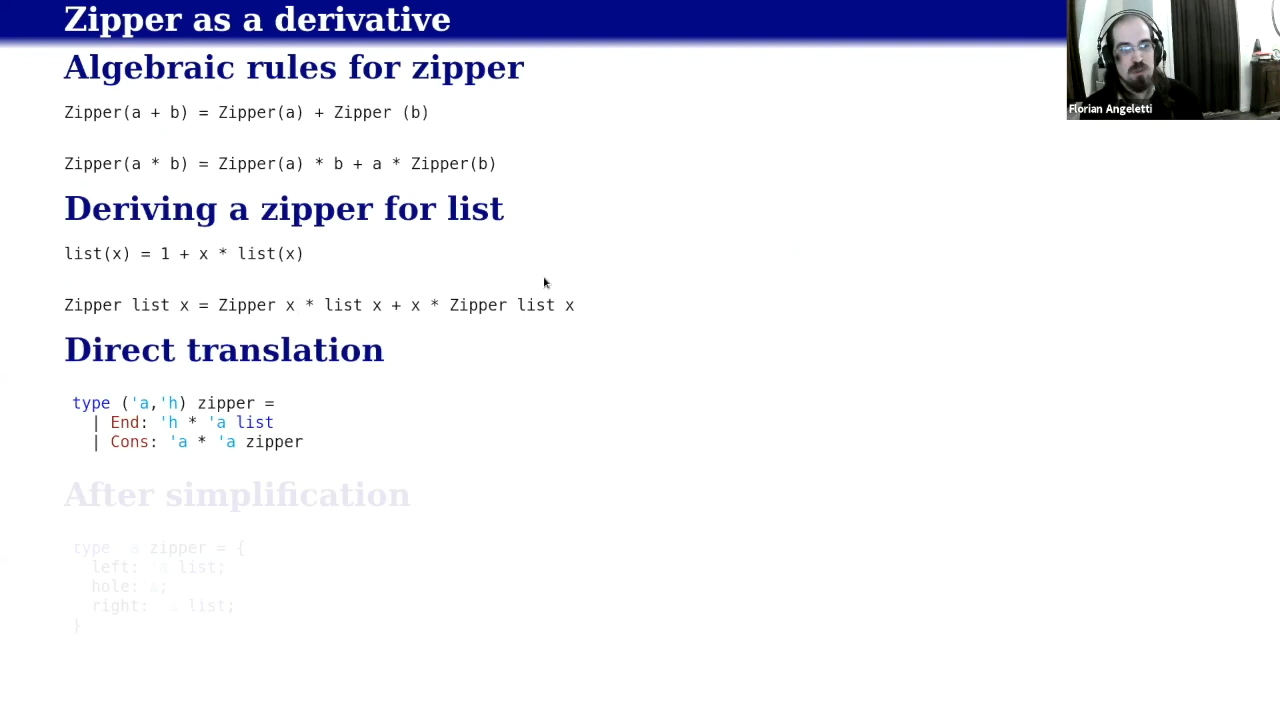 Zipper as a derivative
Florian Angeletti
Algebraic rules for zipper
Zipper(a + b) = Zipper(a) + Zipper (b)
Zipper(a * b) = Zipper(a) * b + a * Zipper(b)
Deriving a zipper for list
list(x) = 1 + x * list(x)
Zipper list x = Zipper x * list x + x * Zipper list x
Direct translation
type ('a,'h) zipper =
| End: 'h * 'a list
| Cons: 'a * 'a zipper
After simplification
type 'a zipper = {
left: 'a list;
hole: 'a;
right: 'a list;
}